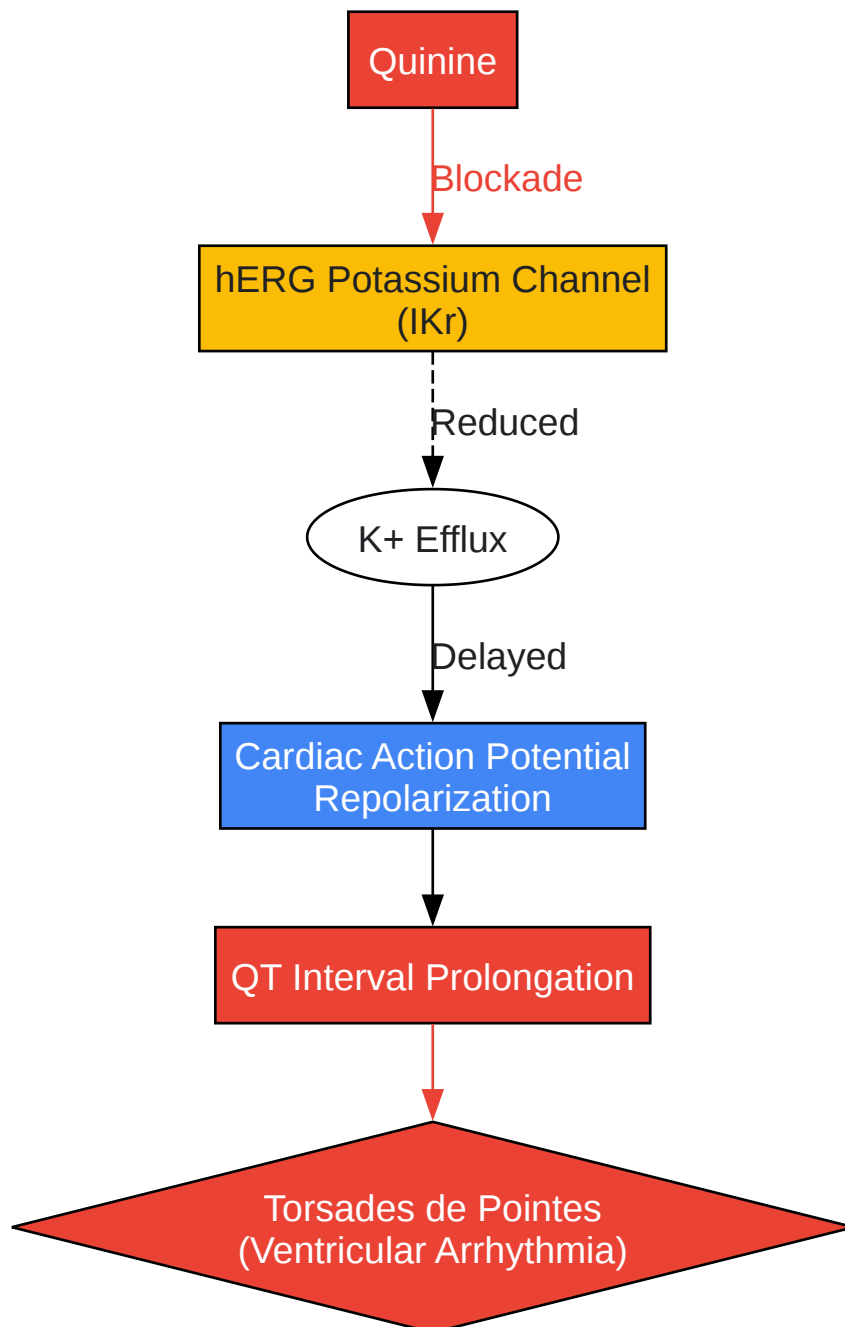 Quinine
Blockade
hERG Potassium Channel
(IKr)
Reduced
K+ Efflux
Delayed
Cardiac Action Potential
Repolarization
QT Interval Prolongation
Torsades de Pointes
(Ventricular Arrhythmia)